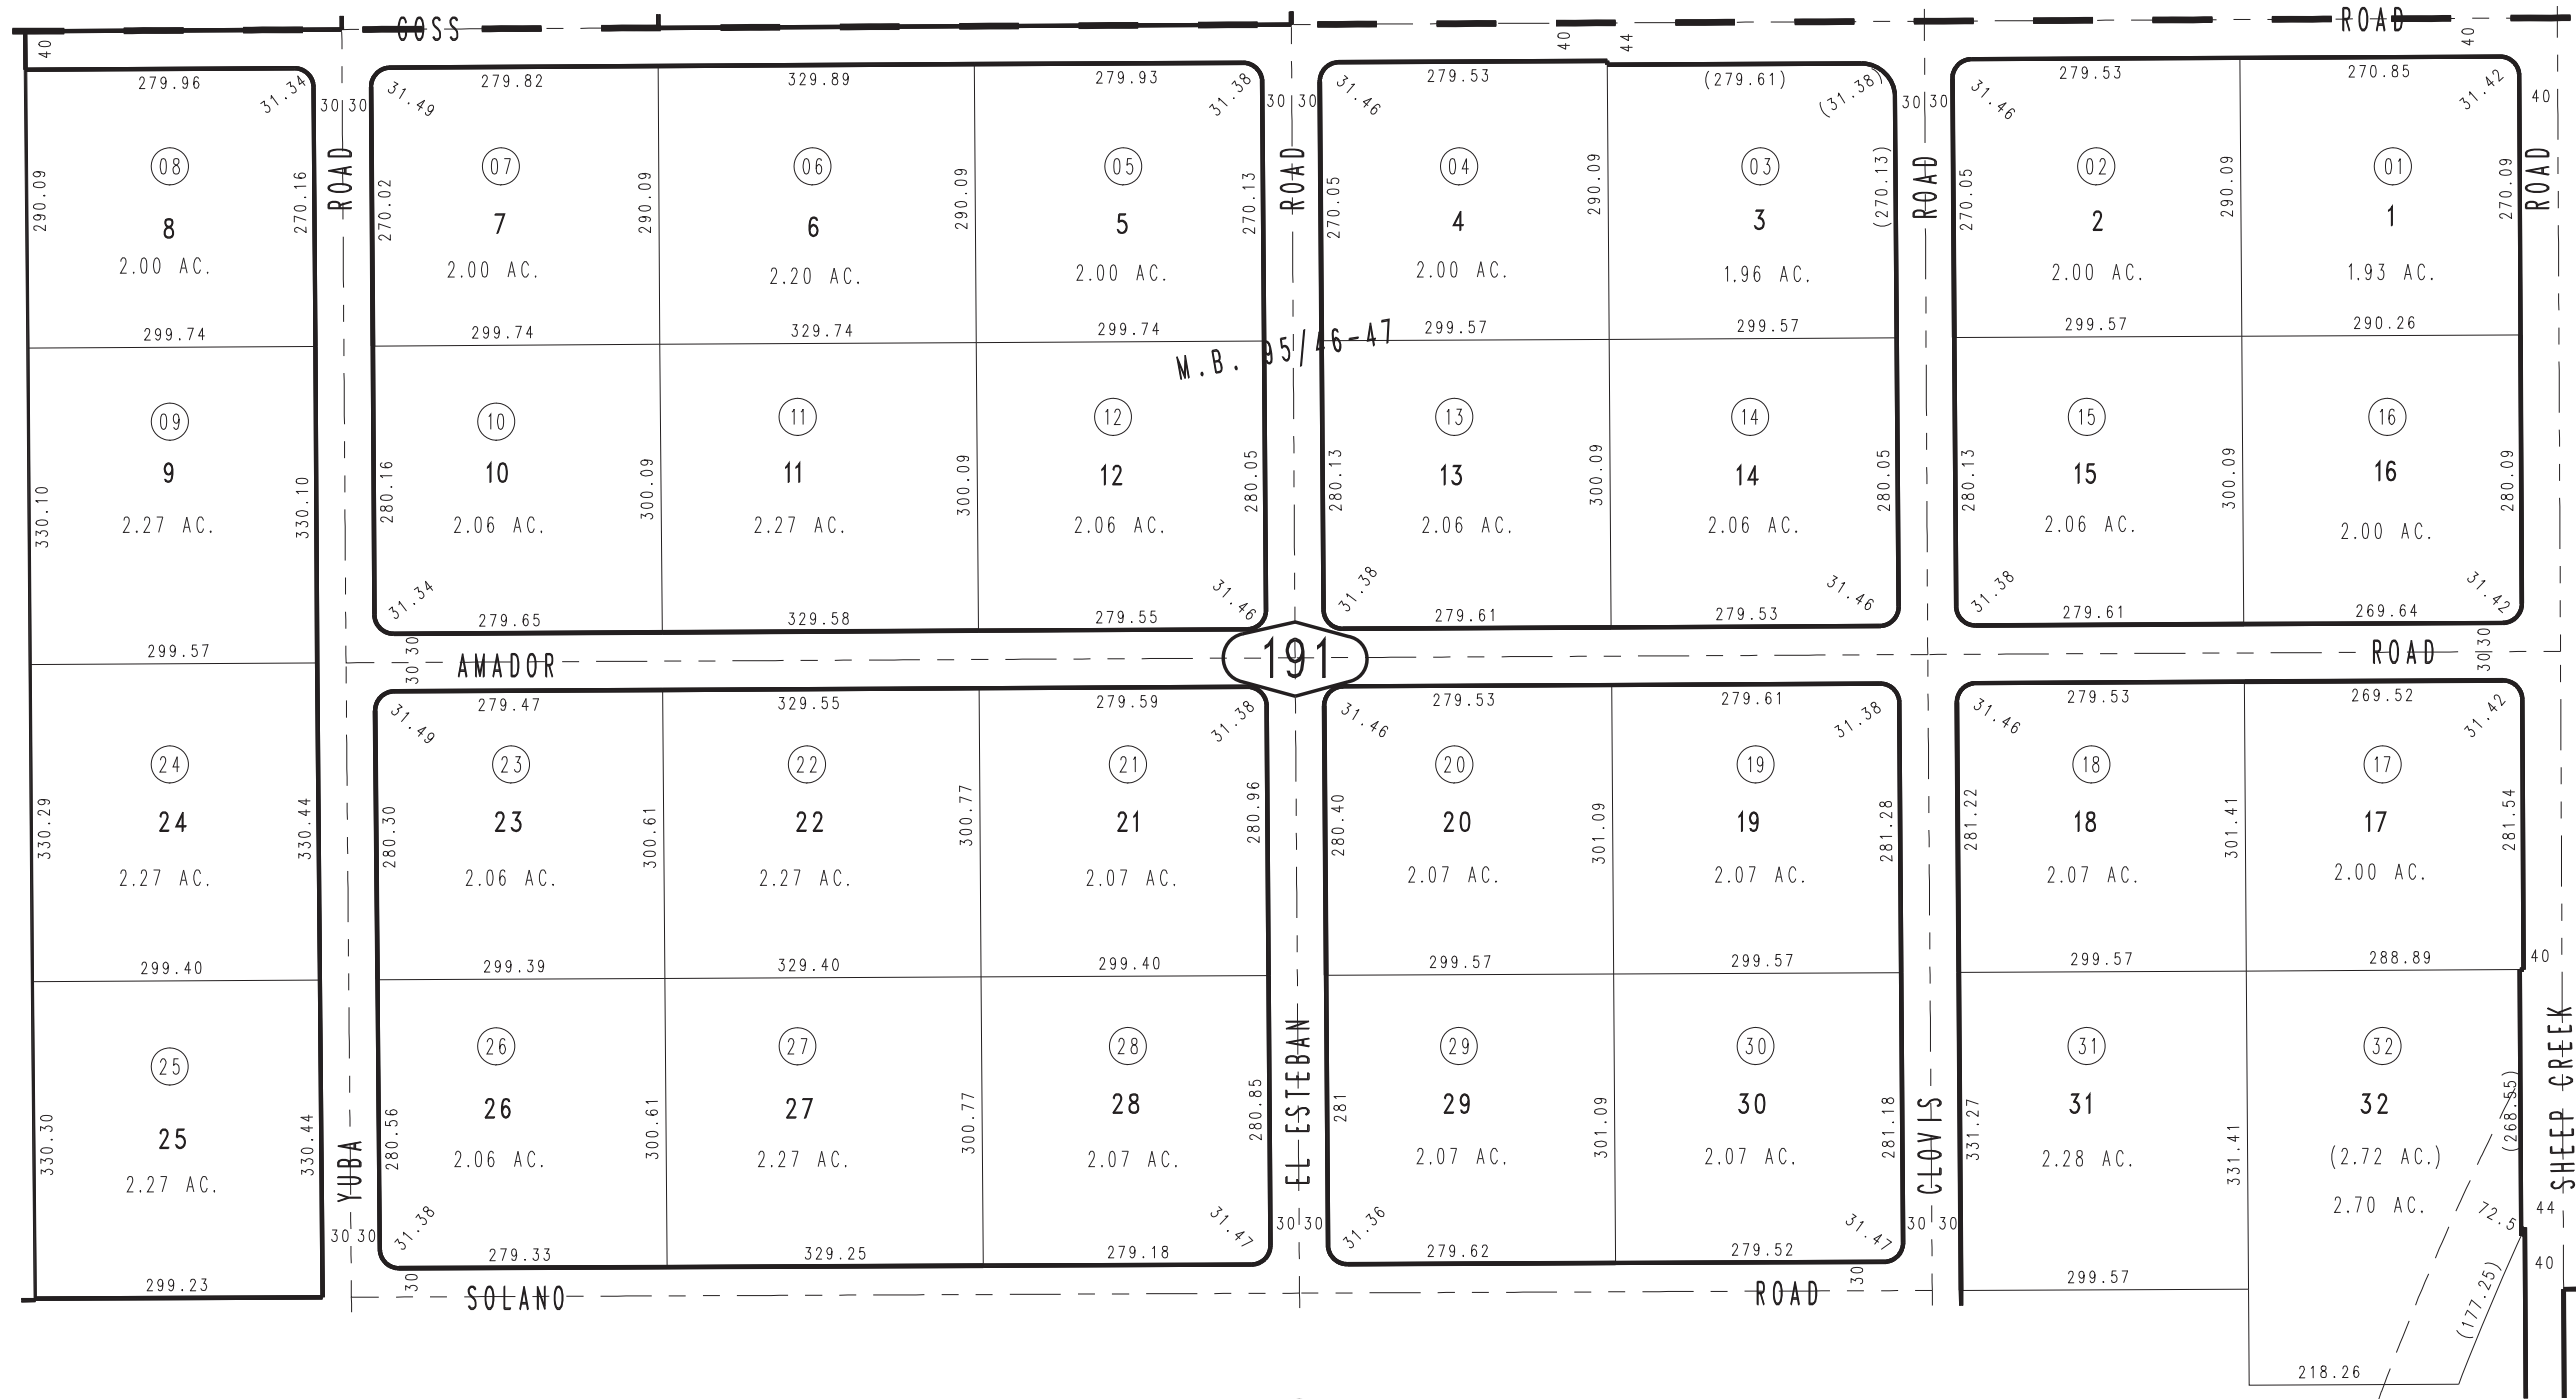 GOSS ROAD
40 40 44 40
279.96 31.34 30 30 31.49 279.82 329.89 279.93 31.38 30 30 31.46 279.53 (279.61) (31.38) 30 30 31.46 279.53 270.85 31.42 40
ROAD ROAD ROAD ROAD
08 07 06 05 04 03 02 01
290.09 270.16 270.02 290.09 290.09 270.13 270.05 290.09 (270.13) 270.05 290.09 270.09
8 7 6 5 4 3 2 1
2.00 AC. 2.00 AC. 2.20 AC. 2.00 AC. 2.00 AC. 1.96 AC. 2.00 AC. 1.93 AC.
299.74 299.74 329.74 299.74 299.57 299.57 299.57 290.26
M.B. 95/46-47
09 10 11 12 13 14 15 16
9 10 11 12 13 14 15 16
330.10 330.10 280.16 300.09 300.09 280.05 280.13 300.09 280.05 280.13 300.09 280.09
2.27 AC. 2.06 AC. 2.27 AC. 2.06 AC. 2.06 AC. 2.06 AC. 2.06 AC. 2.00 AC.
31.34 31.46 31.38 31.46 31.38 31.42
279.65 329.58 279.55 279.61 279.53 279.61 269.64
299.57
30 30 AMADOR 191 ROAD 30 30
279.47 329.55 279.59 279.53 279.61 279.53 269.52
31.49 31.38 31.46 31.38 31.46 31.42
24 23 22 21 20 19 18 17
24 23 22 21 20 19 18 17
330.29 330.44 280.30 300.61 300.77 280.96 280.40 301.09 281.28 281.22 301.41 281.54
2.27 AC. 2.06 AC. 2.27 AC. 2.07 AC. 2.07 AC. 2.07 AC. 2.07 AC. 2.00 AC.
299.40 299.39 329.40 299.40 299.57 299.57 299.57 288.89 40
25 26 27 28 29 30 31 32
25 26 27 28 29 30 31 32
330.30 330.44 280.56 300.61 300.77 280.85 281 301.09 281.18 331.27 331.41 (268.55)
2.27 AC. 2.06 AC. 2.27 AC. 2.07 AC. 2.07 AC. 2.07 AC. 2.28 AC. (2.72 AC.)
2.70 AC.
YUBA EL ESTEBAN CLOVIS SHEEP CREEK
30 30 31.38 31.47 30 30 31.36 31.47 30 30 72.5 44
279.33 329.25 279.18 279.62 279.52 40
299.23 30 30 299.57
SOLANO ROAD
(177.25)
218.26